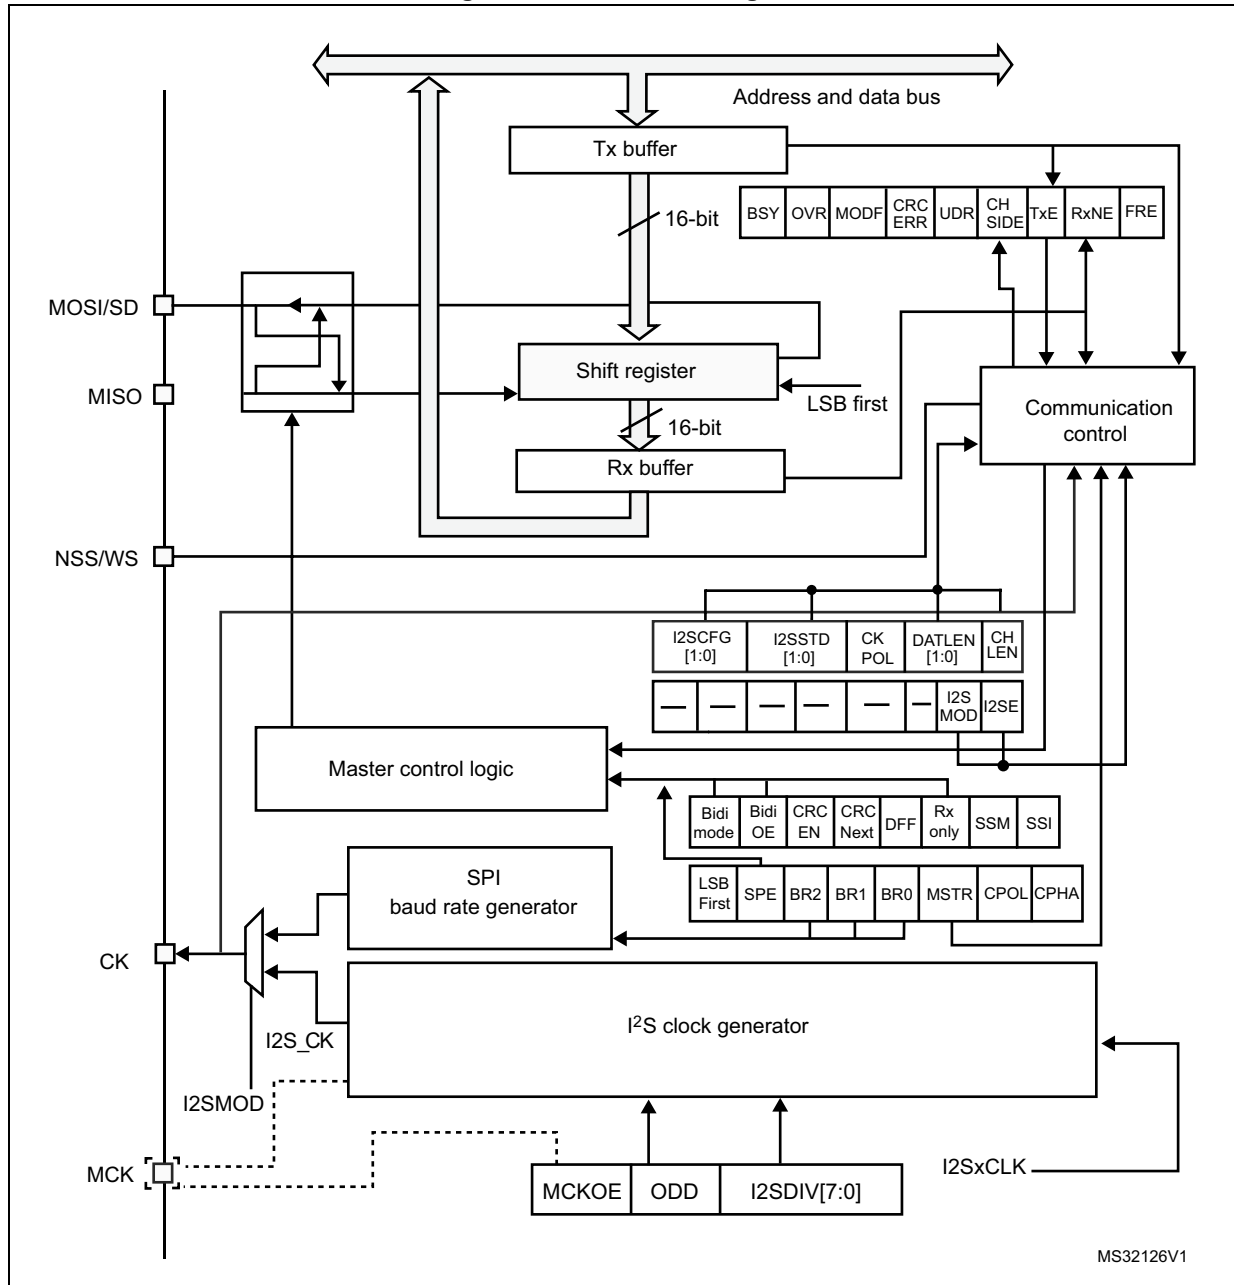 Address and data bus
Tx buffer
16-bit
BSY OVR MODF CRC ERR UDR CH SIDE TxE RxNE FRE
MOSI/SD
Shift register
LSB first
MISO
Communication
control
16-bit
Rx buffer
NSS/WS
I2SCFG [1:0] I2SSTD [1:0] CK POL DATLEN [1:0] CH LEN
— — — — — — I2S MOD I2SE
Master control logic
Bidi mode Bidi OE CRC EN CRC Next DFF Rx only SSM SSI
LSB First SPE BR2 BR1 BR0 MSTR CPOL CPHA
SPI
baud rate generator
CK
I2S_CK
I²S clock generator
I2SMOD
MCK
MCKOE ODD I2SDIV[7:0]
I2SxCLK
MS32126V1